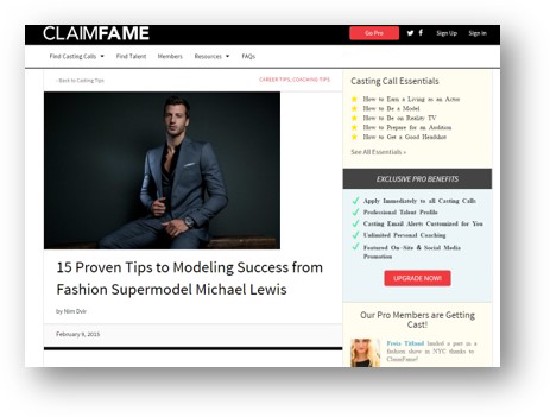 CLAIMFAME
Go Pro
Sign Up
Sign In
Find Casting Calls
Find Talent
Members
Resources
FAQs
Back to Casting Tips
CAREER TIPS, COACHING TIPS
15 Proven Tips to Modeling Success from
Fashion Supermodel Michael Lewis
by Nim Dvir
February 6, 2015
Casting Call Essentials
How to Earn a Living as an Actor
How to Be a Model
How to Be on Reality TV
How to Prepare for an Audition
How to Get a Good Headshot
See All Essentials »
EXCLUSIVE PRO BENEFITS
Apply Immediately to all Casting Calls
Professional Talent Profile
Casting Email Alerts Customized for You
Unlimited Personal Coaching
Featured On-Site & Social Media
Promotion
UPGRADE NOW!
Our Pro Members are Getting
Cast!
landed a part in a
fashion show in NYC thanks to
ClaimFame!